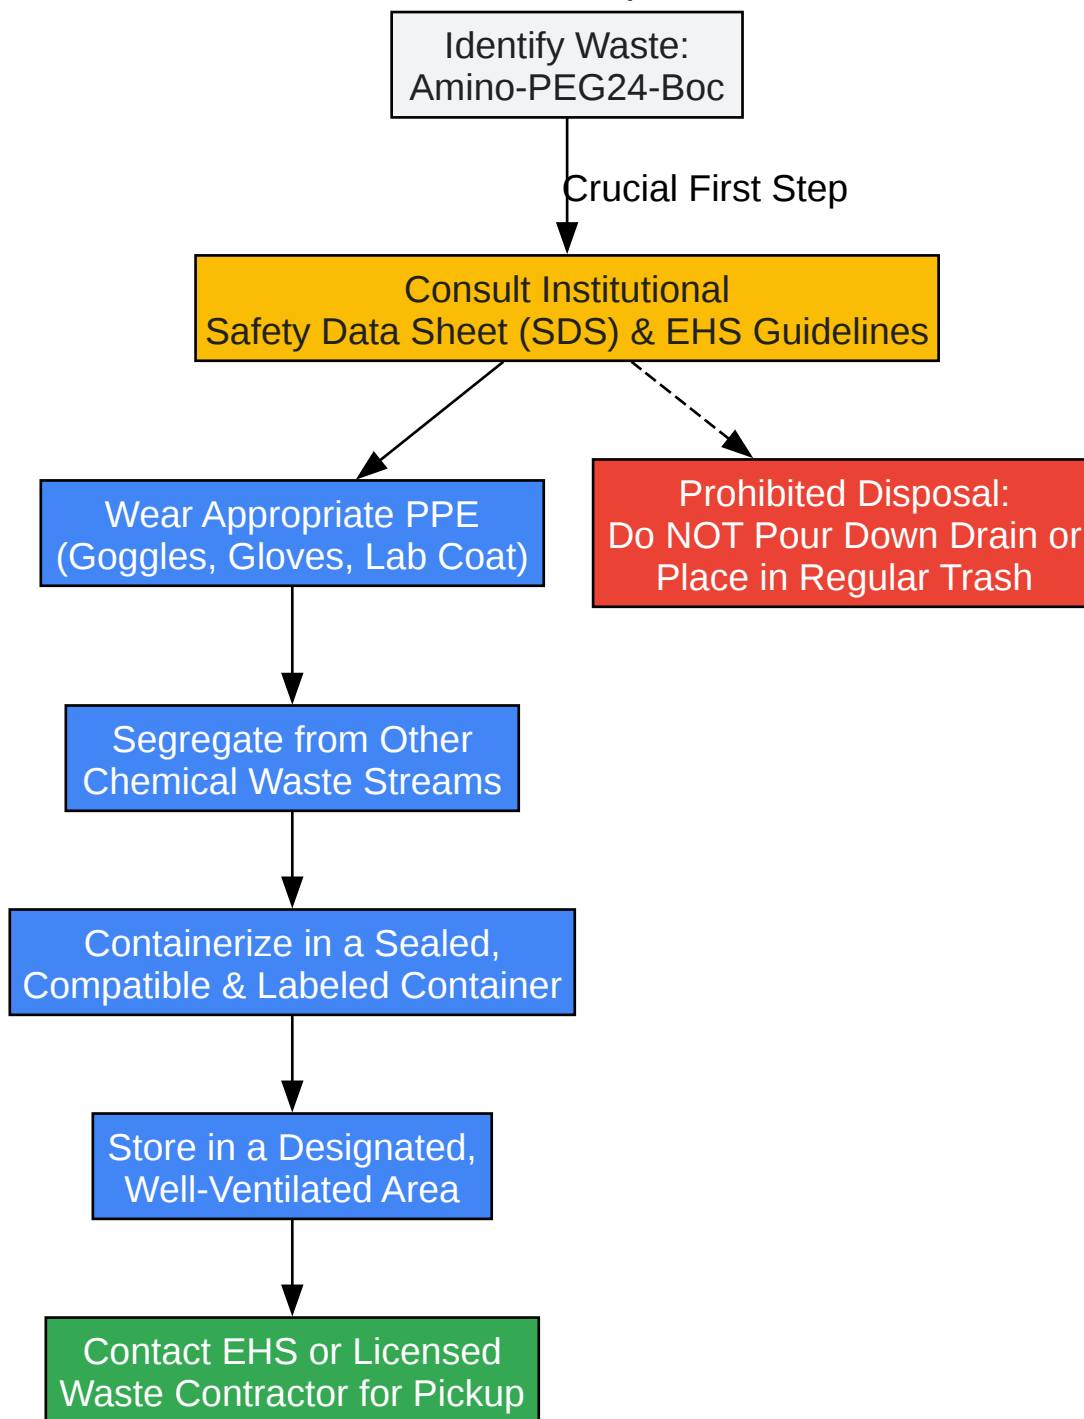 Identify Waste:
Amino-PEG24-Boc
Crucial First Step
Consult Institutional
Safety Data Sheet (SDS) & EHS Guidelines
Wear Appropriate PPE
(Goggles, Gloves, Lab Coat)
Prohibited Disposal:
Do NOT Pour Down Drain or
Place in Regular Trash
Segregate from Other
Chemical Waste Streams
Containerize in a Sealed,
Compatible & Labeled Container
Store in a Designated,
Well-Ventilated Area
Contact EHS or Licensed
Waste Contractor for Pickup